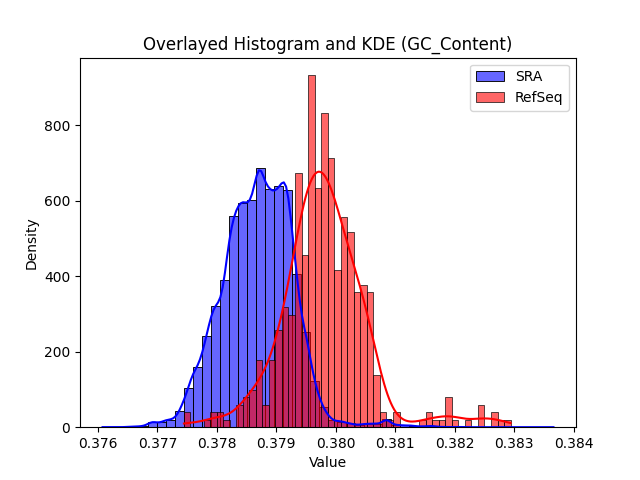 Overlayed Histogram and KDE (GC_Content)
SRA
RefSeq
Density
800
600
400
200
0
0.376 0.377 0.378 0.379 0.380 0.381 0.382 0.383 0.384
Value